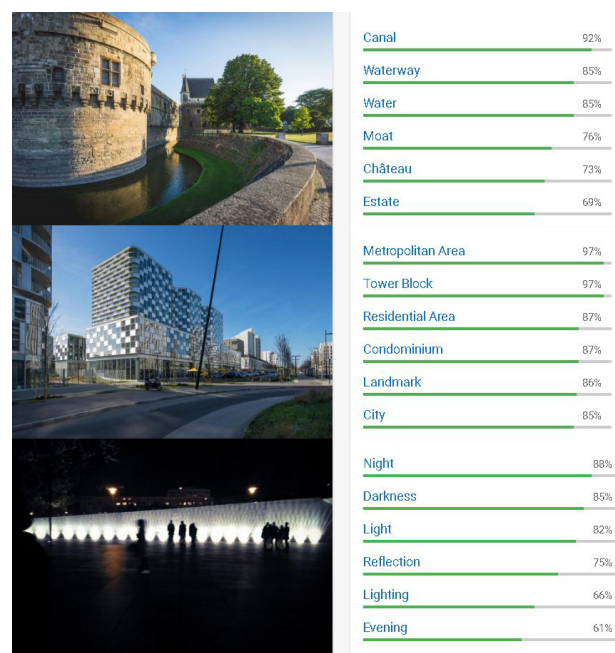 Canal 92%
Waterway 85%
Water 85%
Moat 76%
Château 73%
Estate 69%
Metropolitan Area 97%
Tower Block 97%
Residential Area 87%
Condominium 87%
Landmark 86%
City 85%
Night 88%
Darkness 85%
Light 82%
Reflection 75%
Lighting 66%
Evening 61%